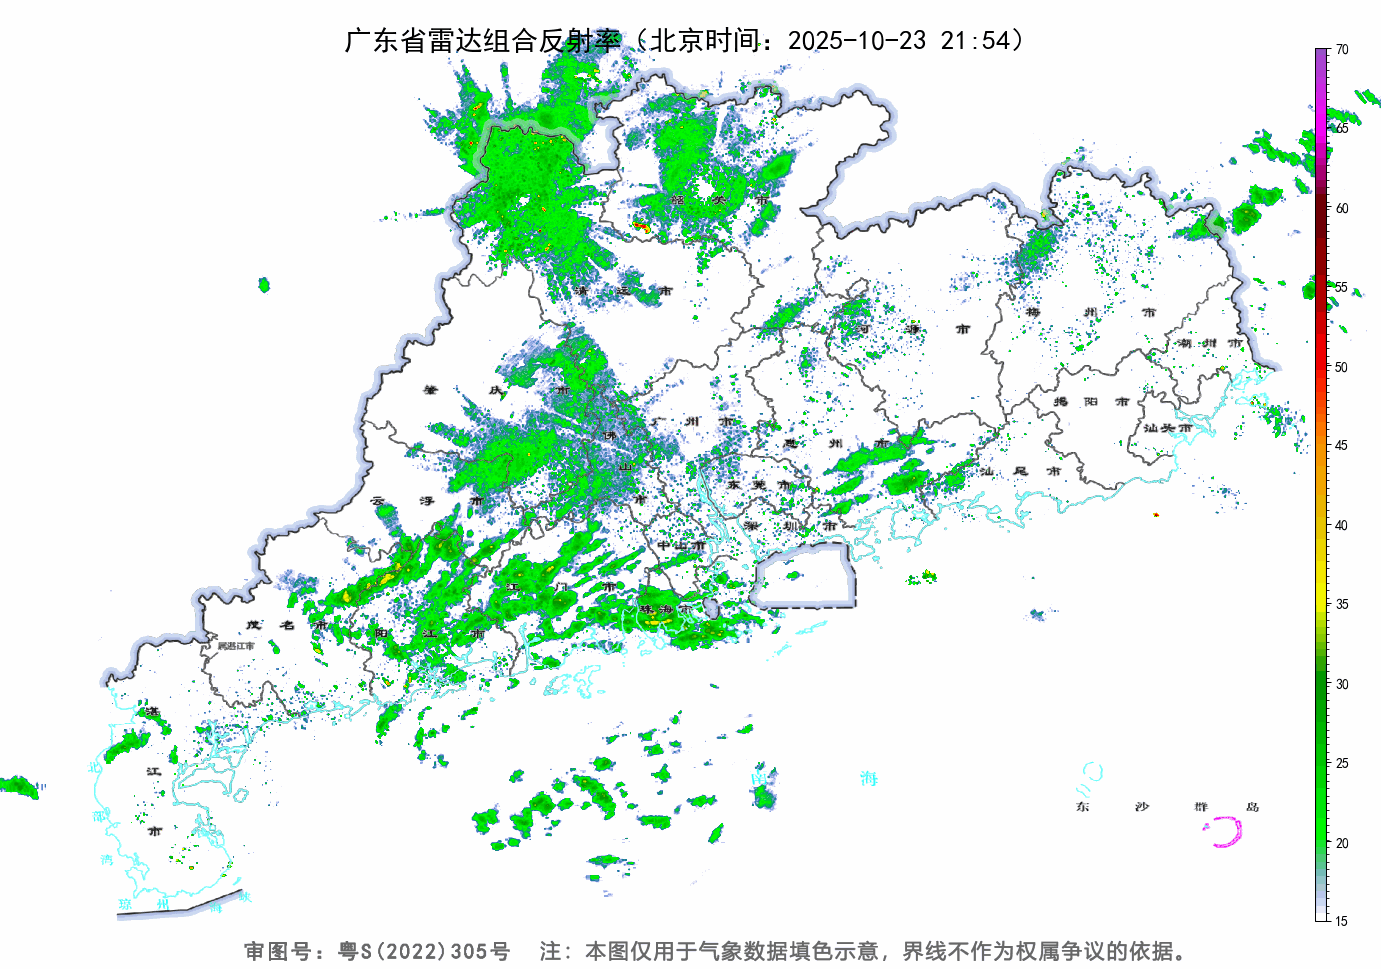 广东省雷达组合反射率（北京时间：2025-10-23 21:54）
70
65
60
55
50
45
40
35
30
25
20
15
韶 关 市
清 远 市
河 源 市
梅 州 市
潮 州 市
肇 庆 市
广 州 市
揭 阳 市
汕头市
佛 山 市
惠 州 市
汕 尾 市
东 莞 市
云 浮 市
深 圳 市
中山市
江 门 市
珠海市
茂 名 市
阳 江 市
属湛江市
湛 江 市
北 部 湾
南 海
东 沙 群 岛
琼 州 海 峡
审图号：粤S(2022)305号 注：本图仅用于气象数据填色示意，界线不作为权属争议的依据。